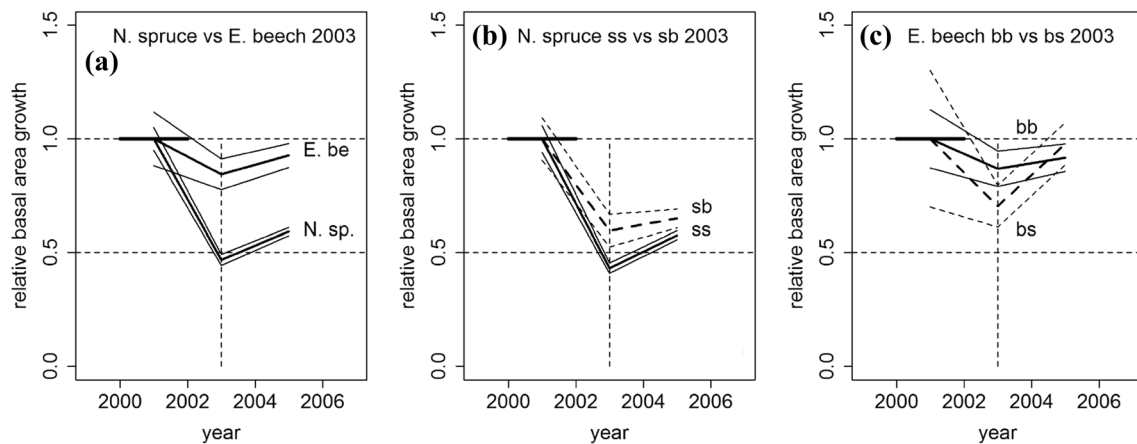 N. spruce vs E. beech 2003
(a)
relative basal area growth
1.5
1.0
0.5
0.0
E. be
N. sp.
2000 2002 2004 2006
year
N. spruce ss vs sb 2003
(b)
relative basal area growth
1.5
1.0
0.5
0.0
sb
ss
2000 2002 2004 2006
year
E. beech bb vs bs 2003
(c)
relative basal area growth
1.5
1.0
0.5
0.0
bb
bs
2000 2002 2004 2006
year